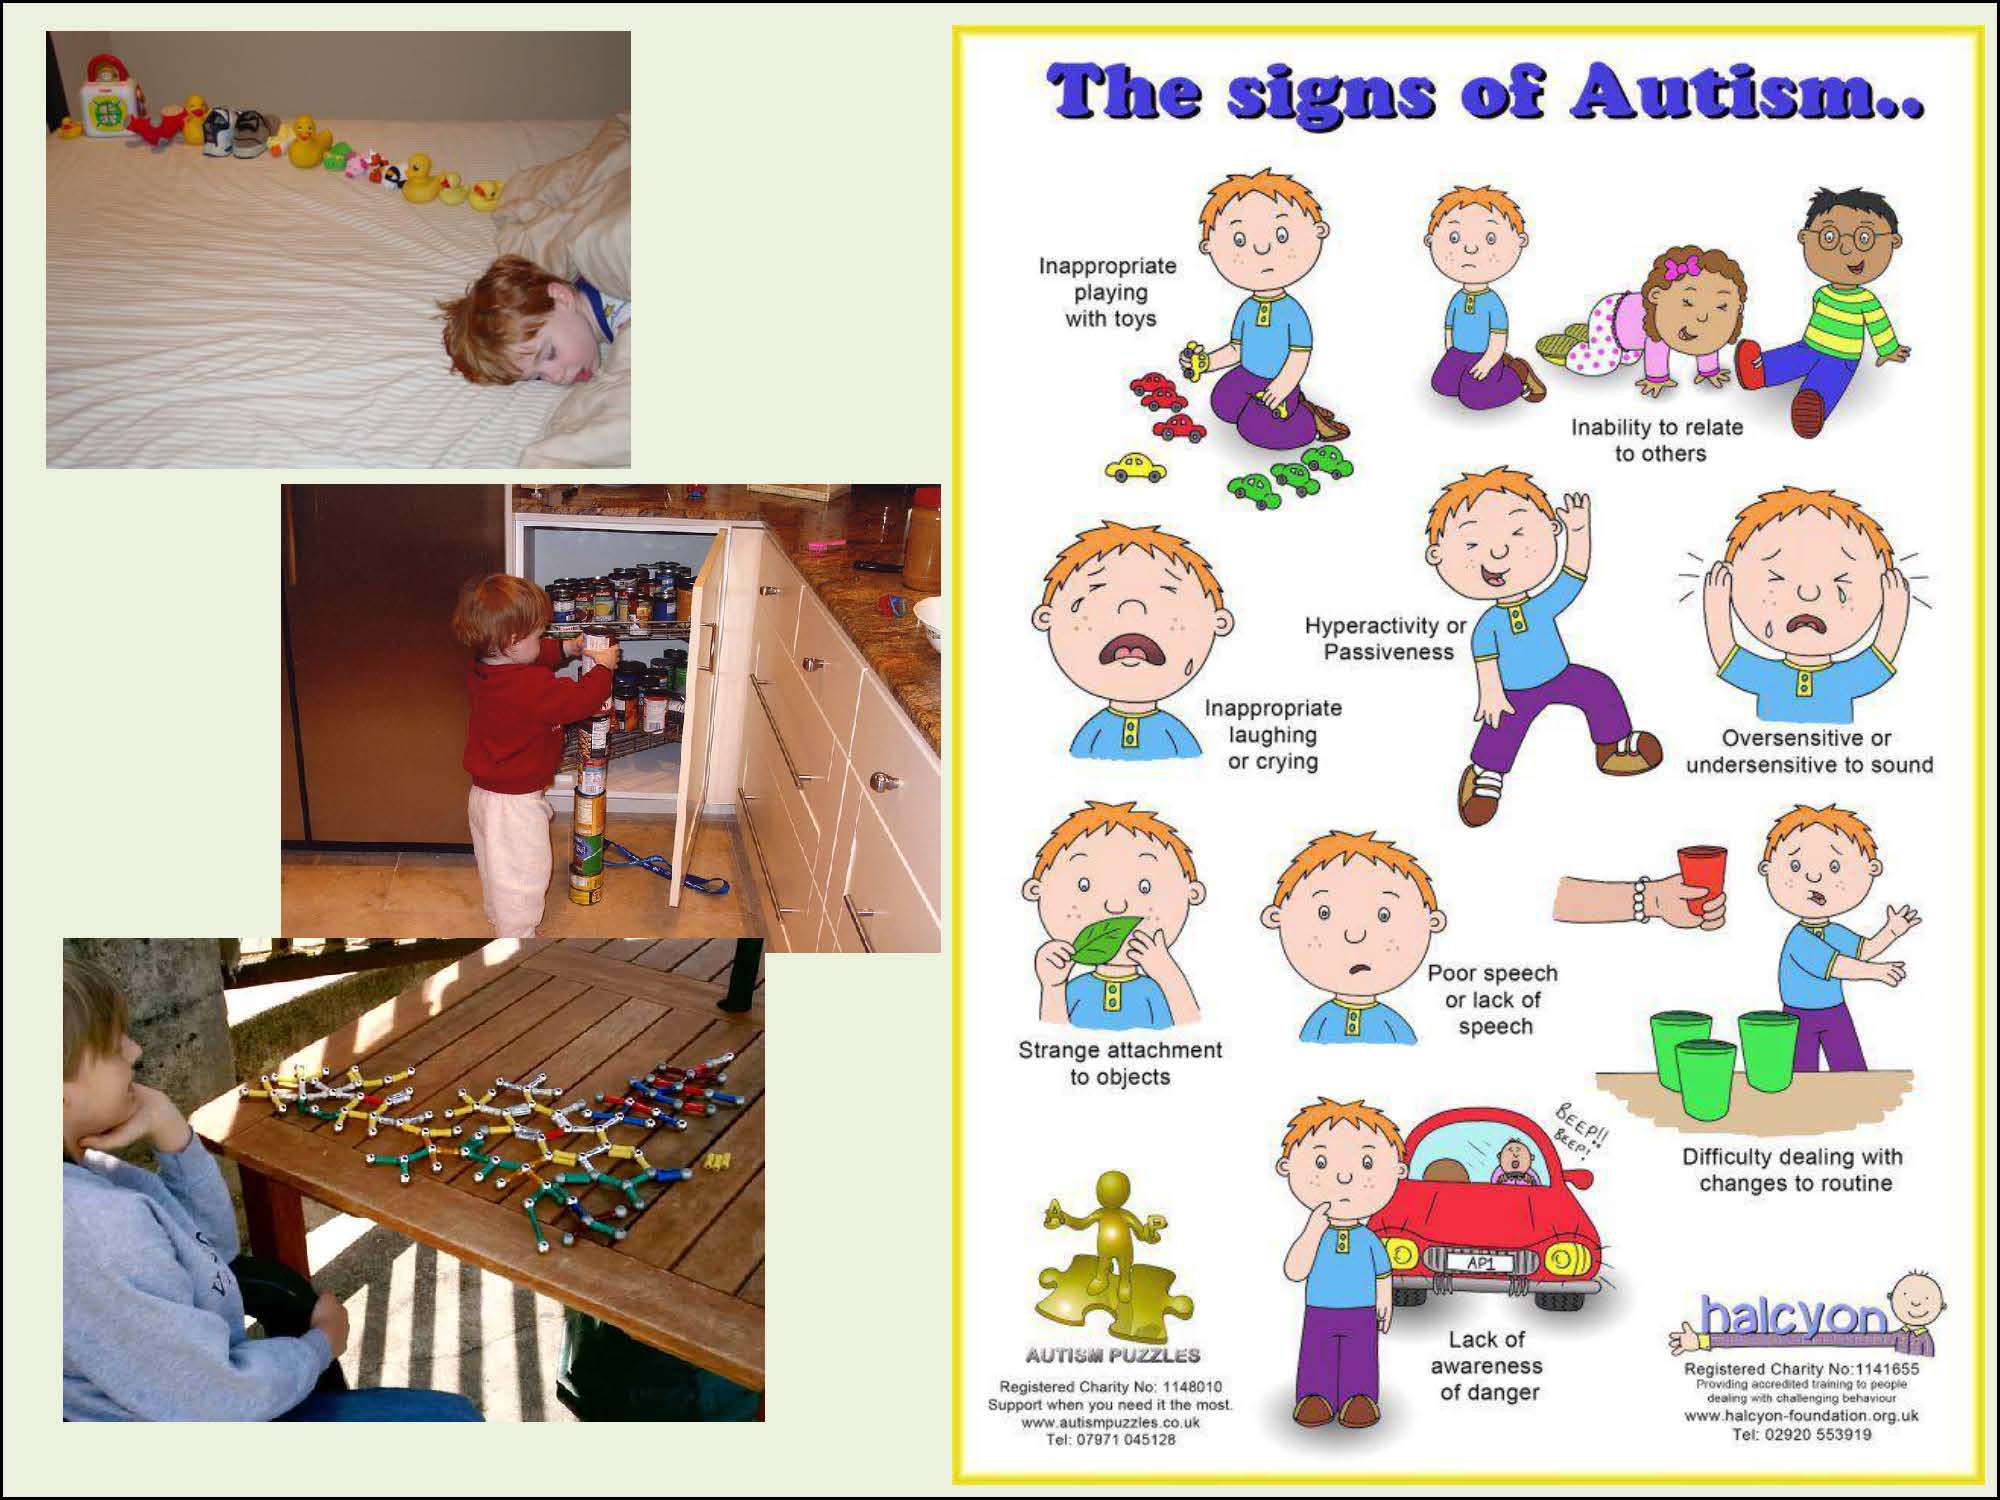 The signs of Autism..
Inappropriate
playing
with toys
Inability to relate
to others
Inappropriate
laughing
or crying
Hyperactivity or
Passiveness
Oversensitive or
undersensitive to sound
Strange attachment
to objects
Poor speech
or lack of
speech
BEEP!!
BEEP!
Difficulty dealing with
changes to routine
A P
AP1
Lack of
awareness
of danger
AUTISM PUZZLES
Registered Charity No: 1148010
Support when you need it the most.
www.autismpuzzles.co.uk
Tel: 07971 045128
halcyon
Registered Charity No:1141655
Providing accredited training to people
dealing with challenging behaviour
www.halcyon-foundation.org.uk
Tel: 02920 553919